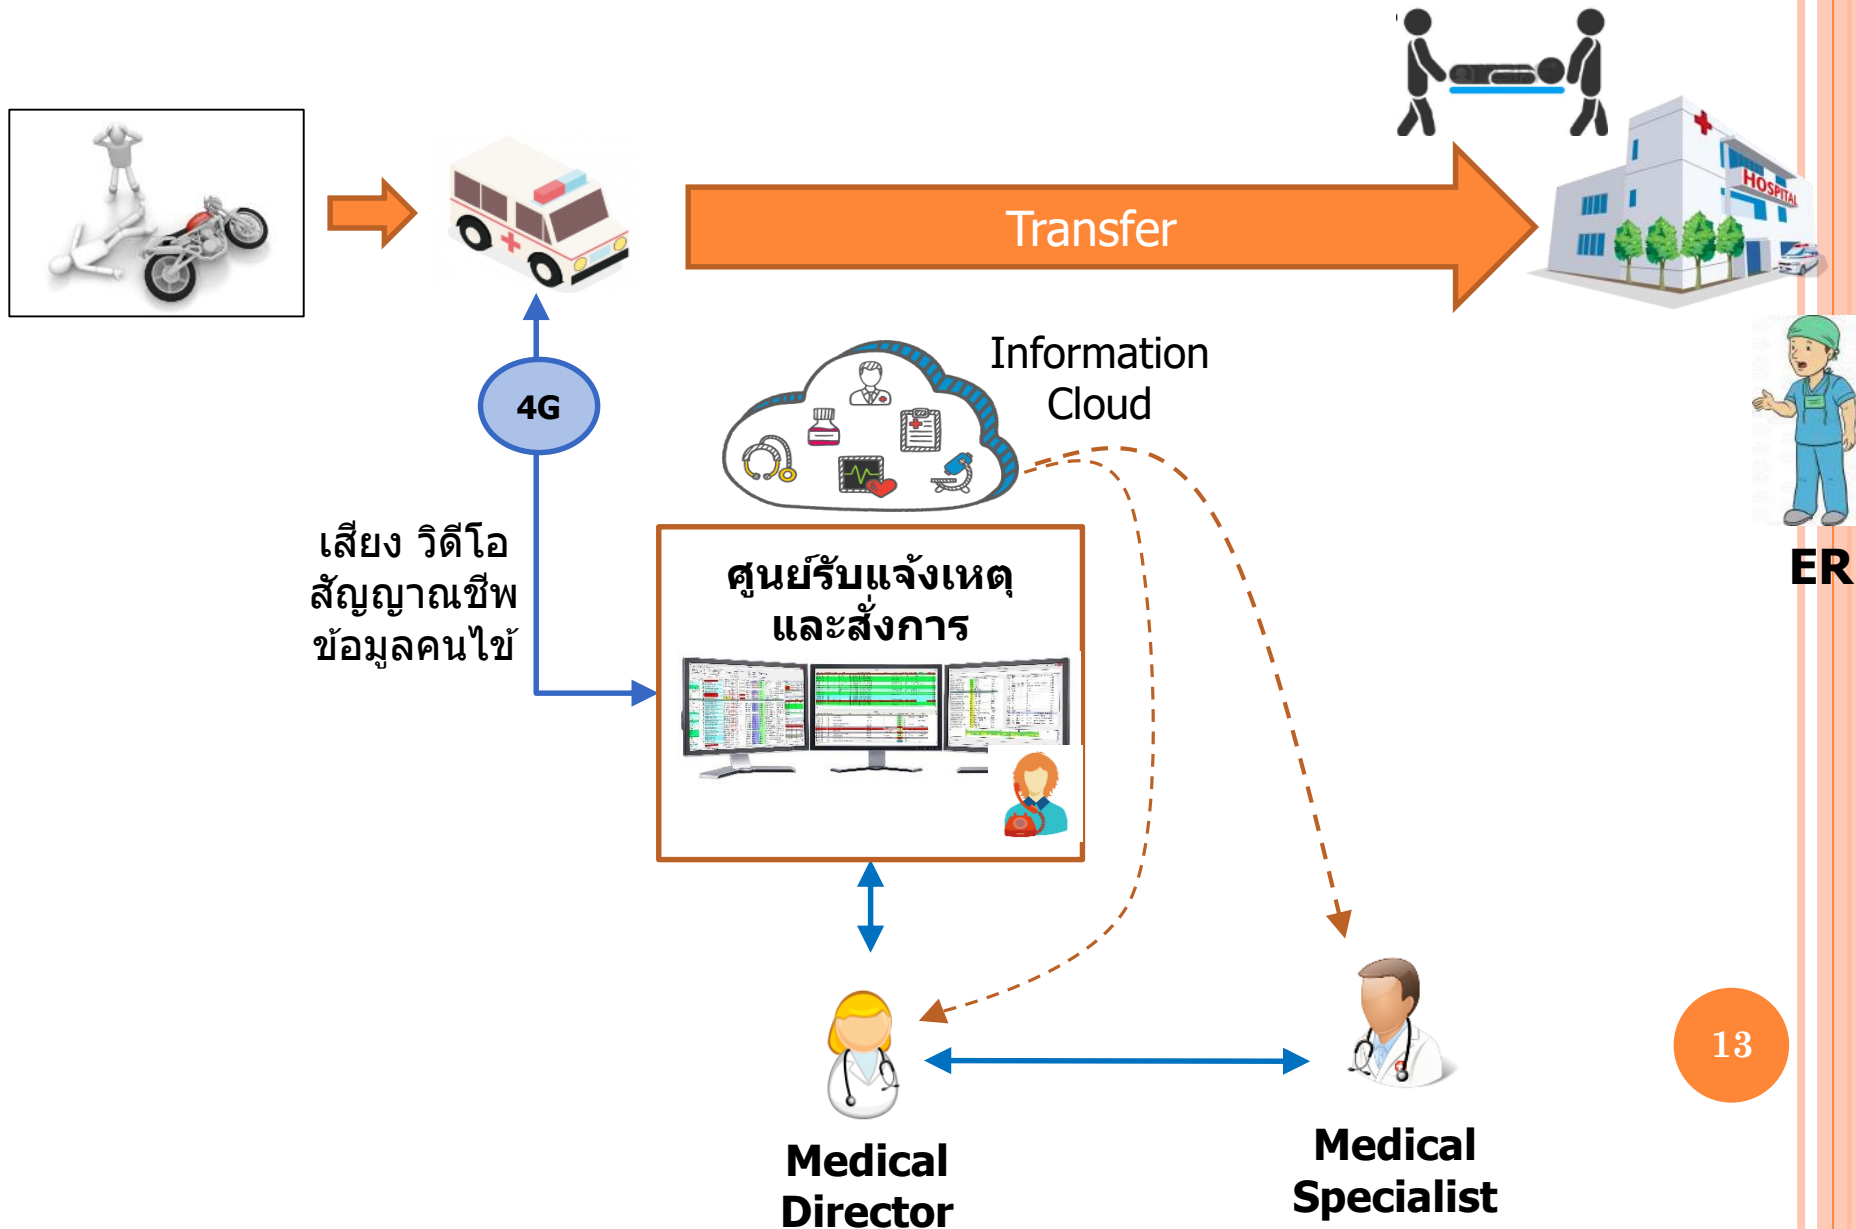 Transfer
HOSPITAL
Information
Cloud
4G
เสียง วิดีโอ
สัญญาณชีพ
ข้อมูลคนไข้
ศูนย์รับแจ้งเหตุ
และสั่งการ
ER
13
Medical
Director
Medical
Specialist